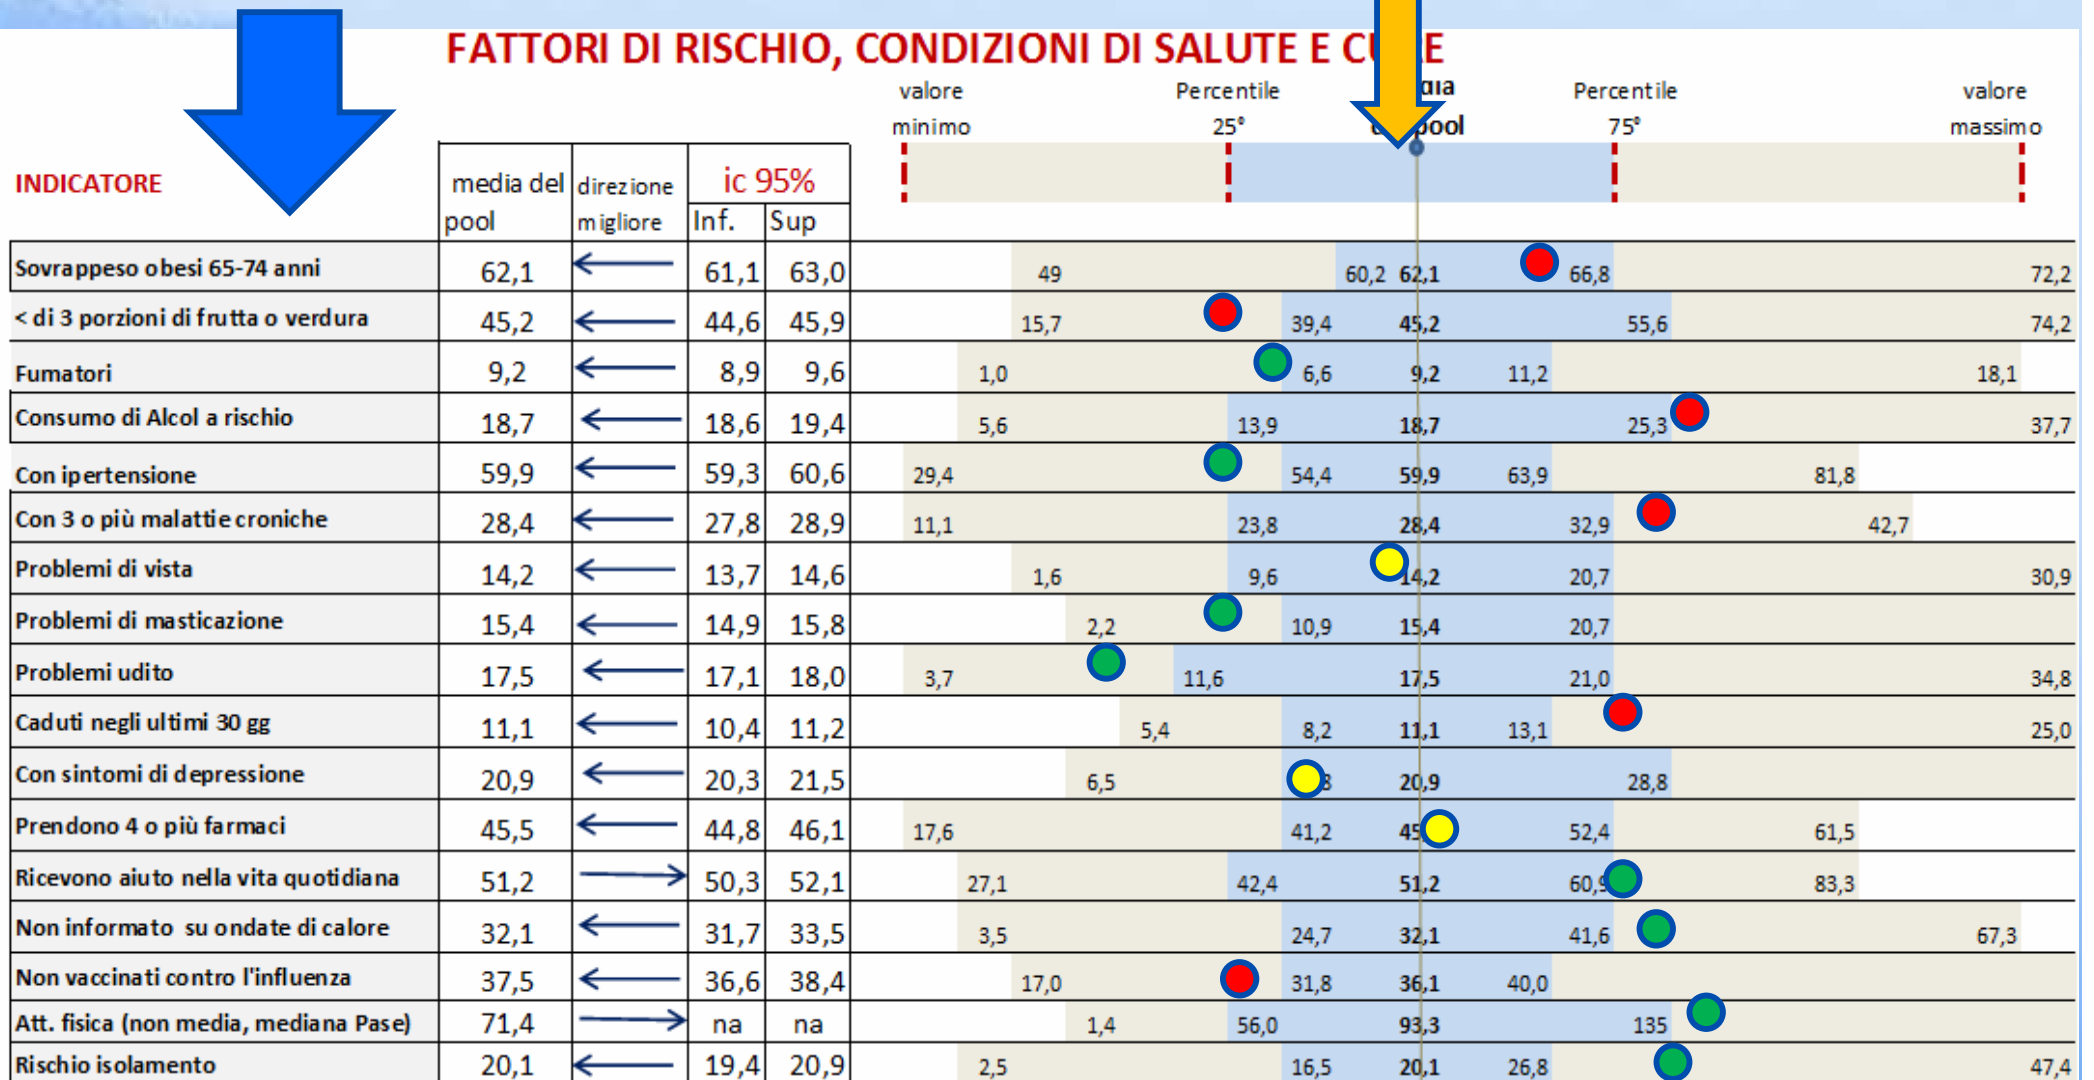 FATTORI DI RISCHIO, CONDIZIONI DI SALUTE E
valore Percentile Percentile valore
minimo 25° pool 75° massimo
INDICATORE media del direzione ic 95%
pool migliore Inf. Sup
Sovrappeso obesi 65-74 anni 62,1 61,1 63,0 49 60,2 62,1 66,8 72,2
< di 3 porzioni di frutta o verdura 45,2 44,6 45,9 15,7 39,4 45,2 55,6 74,2
Fumatori 9,2 8,9 9,6 1,0 6,6 9,2 11,2 18,1
Consumo di Alcol a rischio 18,7 18,6 19,4 5,6 13,9 18,7 25,3 37,7
Con ipertensione 59,9 59,3 60,6 29,4 54,4 59,9 63,9 81,8
Con 3 o più malattie croniche 28,4 27,8 28,9 11,1 23,8 28,4 32,9 42,7
Problemi di vista 14,2 13,7 14,6 1,6 9,6 14,2 20,7 30,9
Problemi di masticazione 15,4 14,9 15,8 2,2 10,9 15,4 20,7
Problemi udito 17,5 17,1 18,0 3,7 11,6 17,5 21,0 34,8
Caduti negli ultimi 30 gg 11,1 10,4 11,2 5,4 8,2 11,1 13,1 25,0
Con sintomi di depressione 20,9 20,3 21,5 6,5 20,9 28,8
Prendono 4 o più farmaci 45,5 44,8 46,1 17,6 41,2 52,4 61,5
Ricevono aiuto nella vita quotidiana 51,2 50,3 52,1 27,1 42,4 51,2 60,9 83,3
Non informato su ondate di calore 32,1 31,7 33,5 3,5 24,7 32,1 41,6 67,3
Non vaccinati contro l'influenza 37,5 36,6 38,4 17,0 31,8 36,1 40,0
Att. fisica (non media, mediana Pase) 71,4 na na 1,4 56,0 93,3 135
Rischio isolamento 20,1 19,4 20,9 2,5 16,5 20,1 26,8 47,4